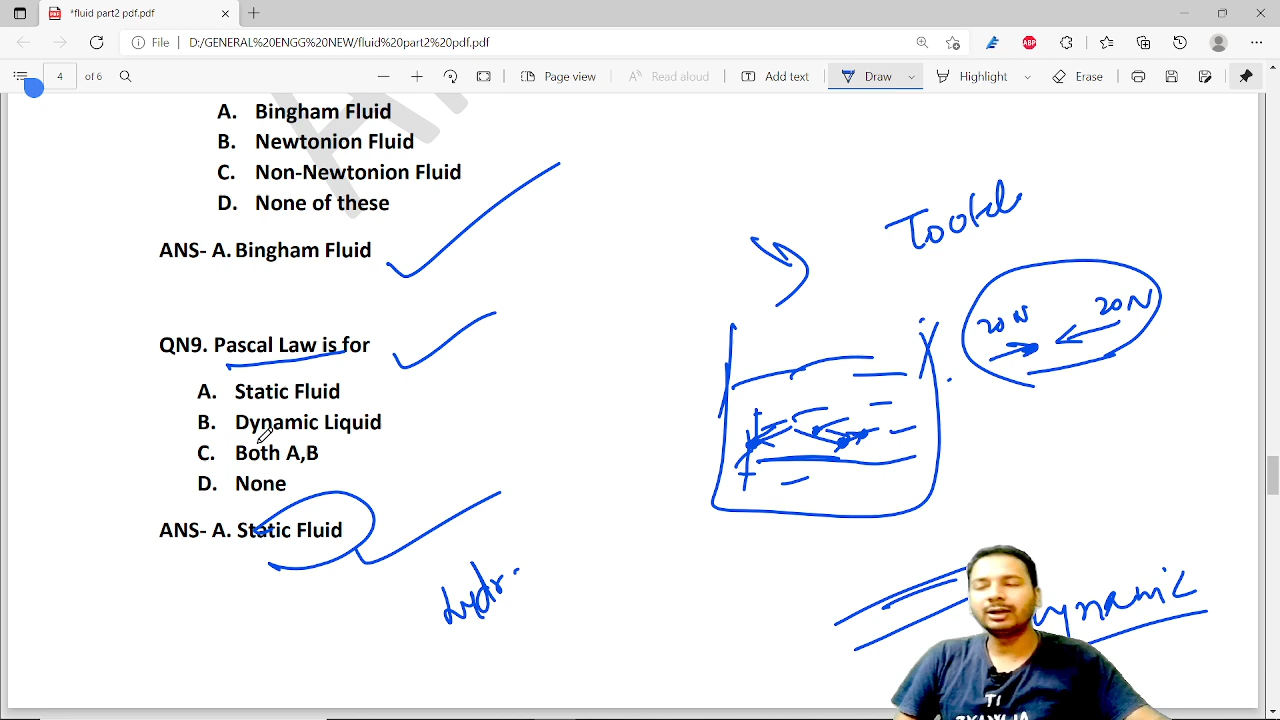 *fluid part2 pdf.pdf
File | D:/GENERAL%20ENGG%20NEW/fluid%20part2%20pdf.pdf
4 of 6 Page view Read aloud Add text Draw Highlight Erase
A. Bingham Fluid
B. Newtonion Fluid
C. Non-Newtonion Fluid
D. None of these
ANS- A. Bingham Fluid
20N 20N
QN9. Pascal Law is for
A. Static Fluid
B. Dynamic Liquid
C. Both A,B
D. None
ANS- A. Static Fluid